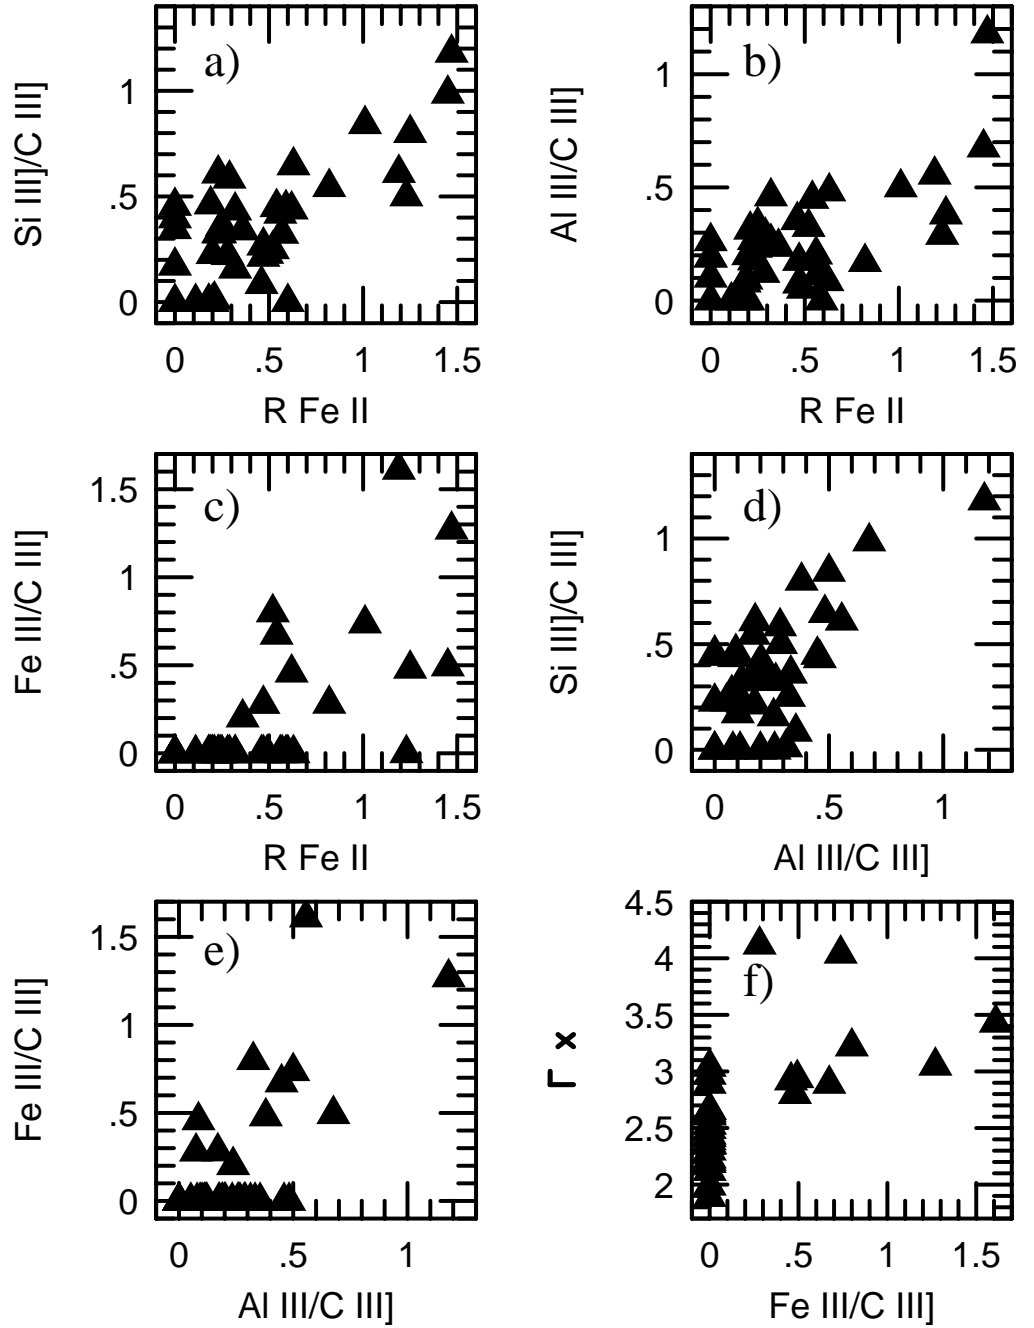 a)
Si III]/C III]
1
.5
0
0 .5 1 1.5
R Fe II
b)
Al III/C III]
1
.5
0
0 .5 1 1.5
R Fe II
c)
Fe III/C III]
1.5
1
.5
0
0 .5 1 1.5
R Fe II
d)
Si III]/C III]
1
.5
0
0 .5 1
Al III/C III]
e)
Fe III/C III]
1.5
1
.5
0
0 .5 1
Al III/C III]
f)
Γ x
4.5
4
3.5
3
2.5
2
0 .5 1 1.5
Fe III/C III]